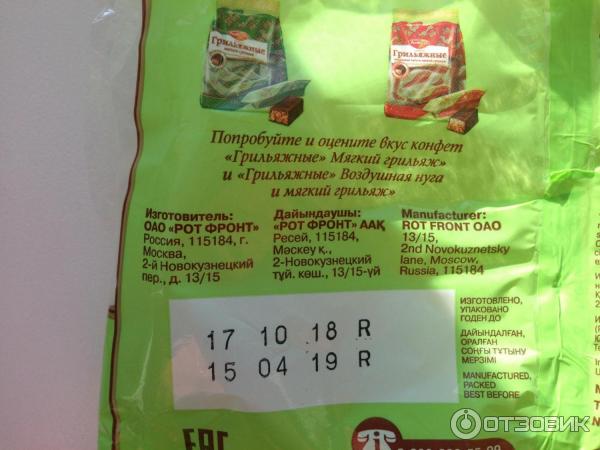 Грильяжные
Грильяжные
Попробуйте и оцените вкус конфет
«Грильяжные» Мягкий грильяж»
и «Грильяжные» Воздушная нуга
и мягкий грильяж»
Изготовитель:
ОАО «РОТ ФРОНТ»
Россия, 115184, г.
Москва,
2-й Новокузнецкий
пер., д. 13/15
Дайындаушы:
«РОТ ФРОНТ» ААҚ
Ресей, 115184,
Мәскеу қ.,
2-Новокузнецкий
тұй. көш., 13/15-үй
Manufacturer:
ROT FRONT OAO
13/15,
2nd Novokuznetsky
lane, Moscow,
Russia, 115184
17 10 18 R
15 04 19 R
ИЗГОТОВЛЕНО,
УПАКОВАНО
ГОДЕН ДО
ДАЙЫНДАЛҒАН,
ОРАЛҒАН
СОҢҒЫ ТҰТЫНУ
МЕРЗІМІ
MANUFACTURED,
PACKED
BEST BEFORE
EAC
ОТЗОВИК